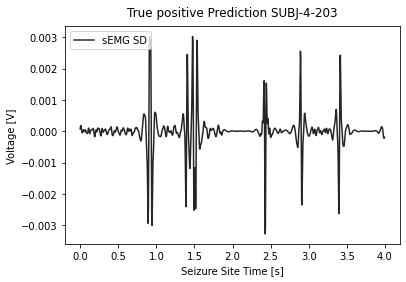 True positive Prediction SUBJ-4-203
sEMG SD
Voltage [V]
0.003
0.002
0.001
0.000
−0.001
−0.002
−0.003
0.0 0.5 1.0 1.5 2.0 2.5 3.0 3.5 4.0
Seizure Site Time [s]